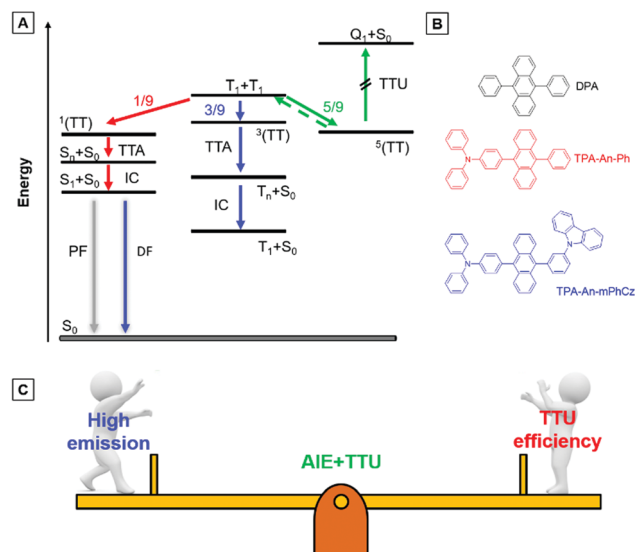 A
Energy
Q₁+S₀
T₁+T₁
1/9
3/9
5/9
TTU
¹(TT)
³(TT)
⁵(TT)
Sₙ+S₀
TTA
TTA
S₁+S₀
IC
Tₙ+S₀
IC
T₁+S₀
PF
DF
S₀
B
DPA
N
TPA-An-Ph
N
N
TPA-An-mPhCz
C
High
emission
AIE+TTU
TTU
efficiency